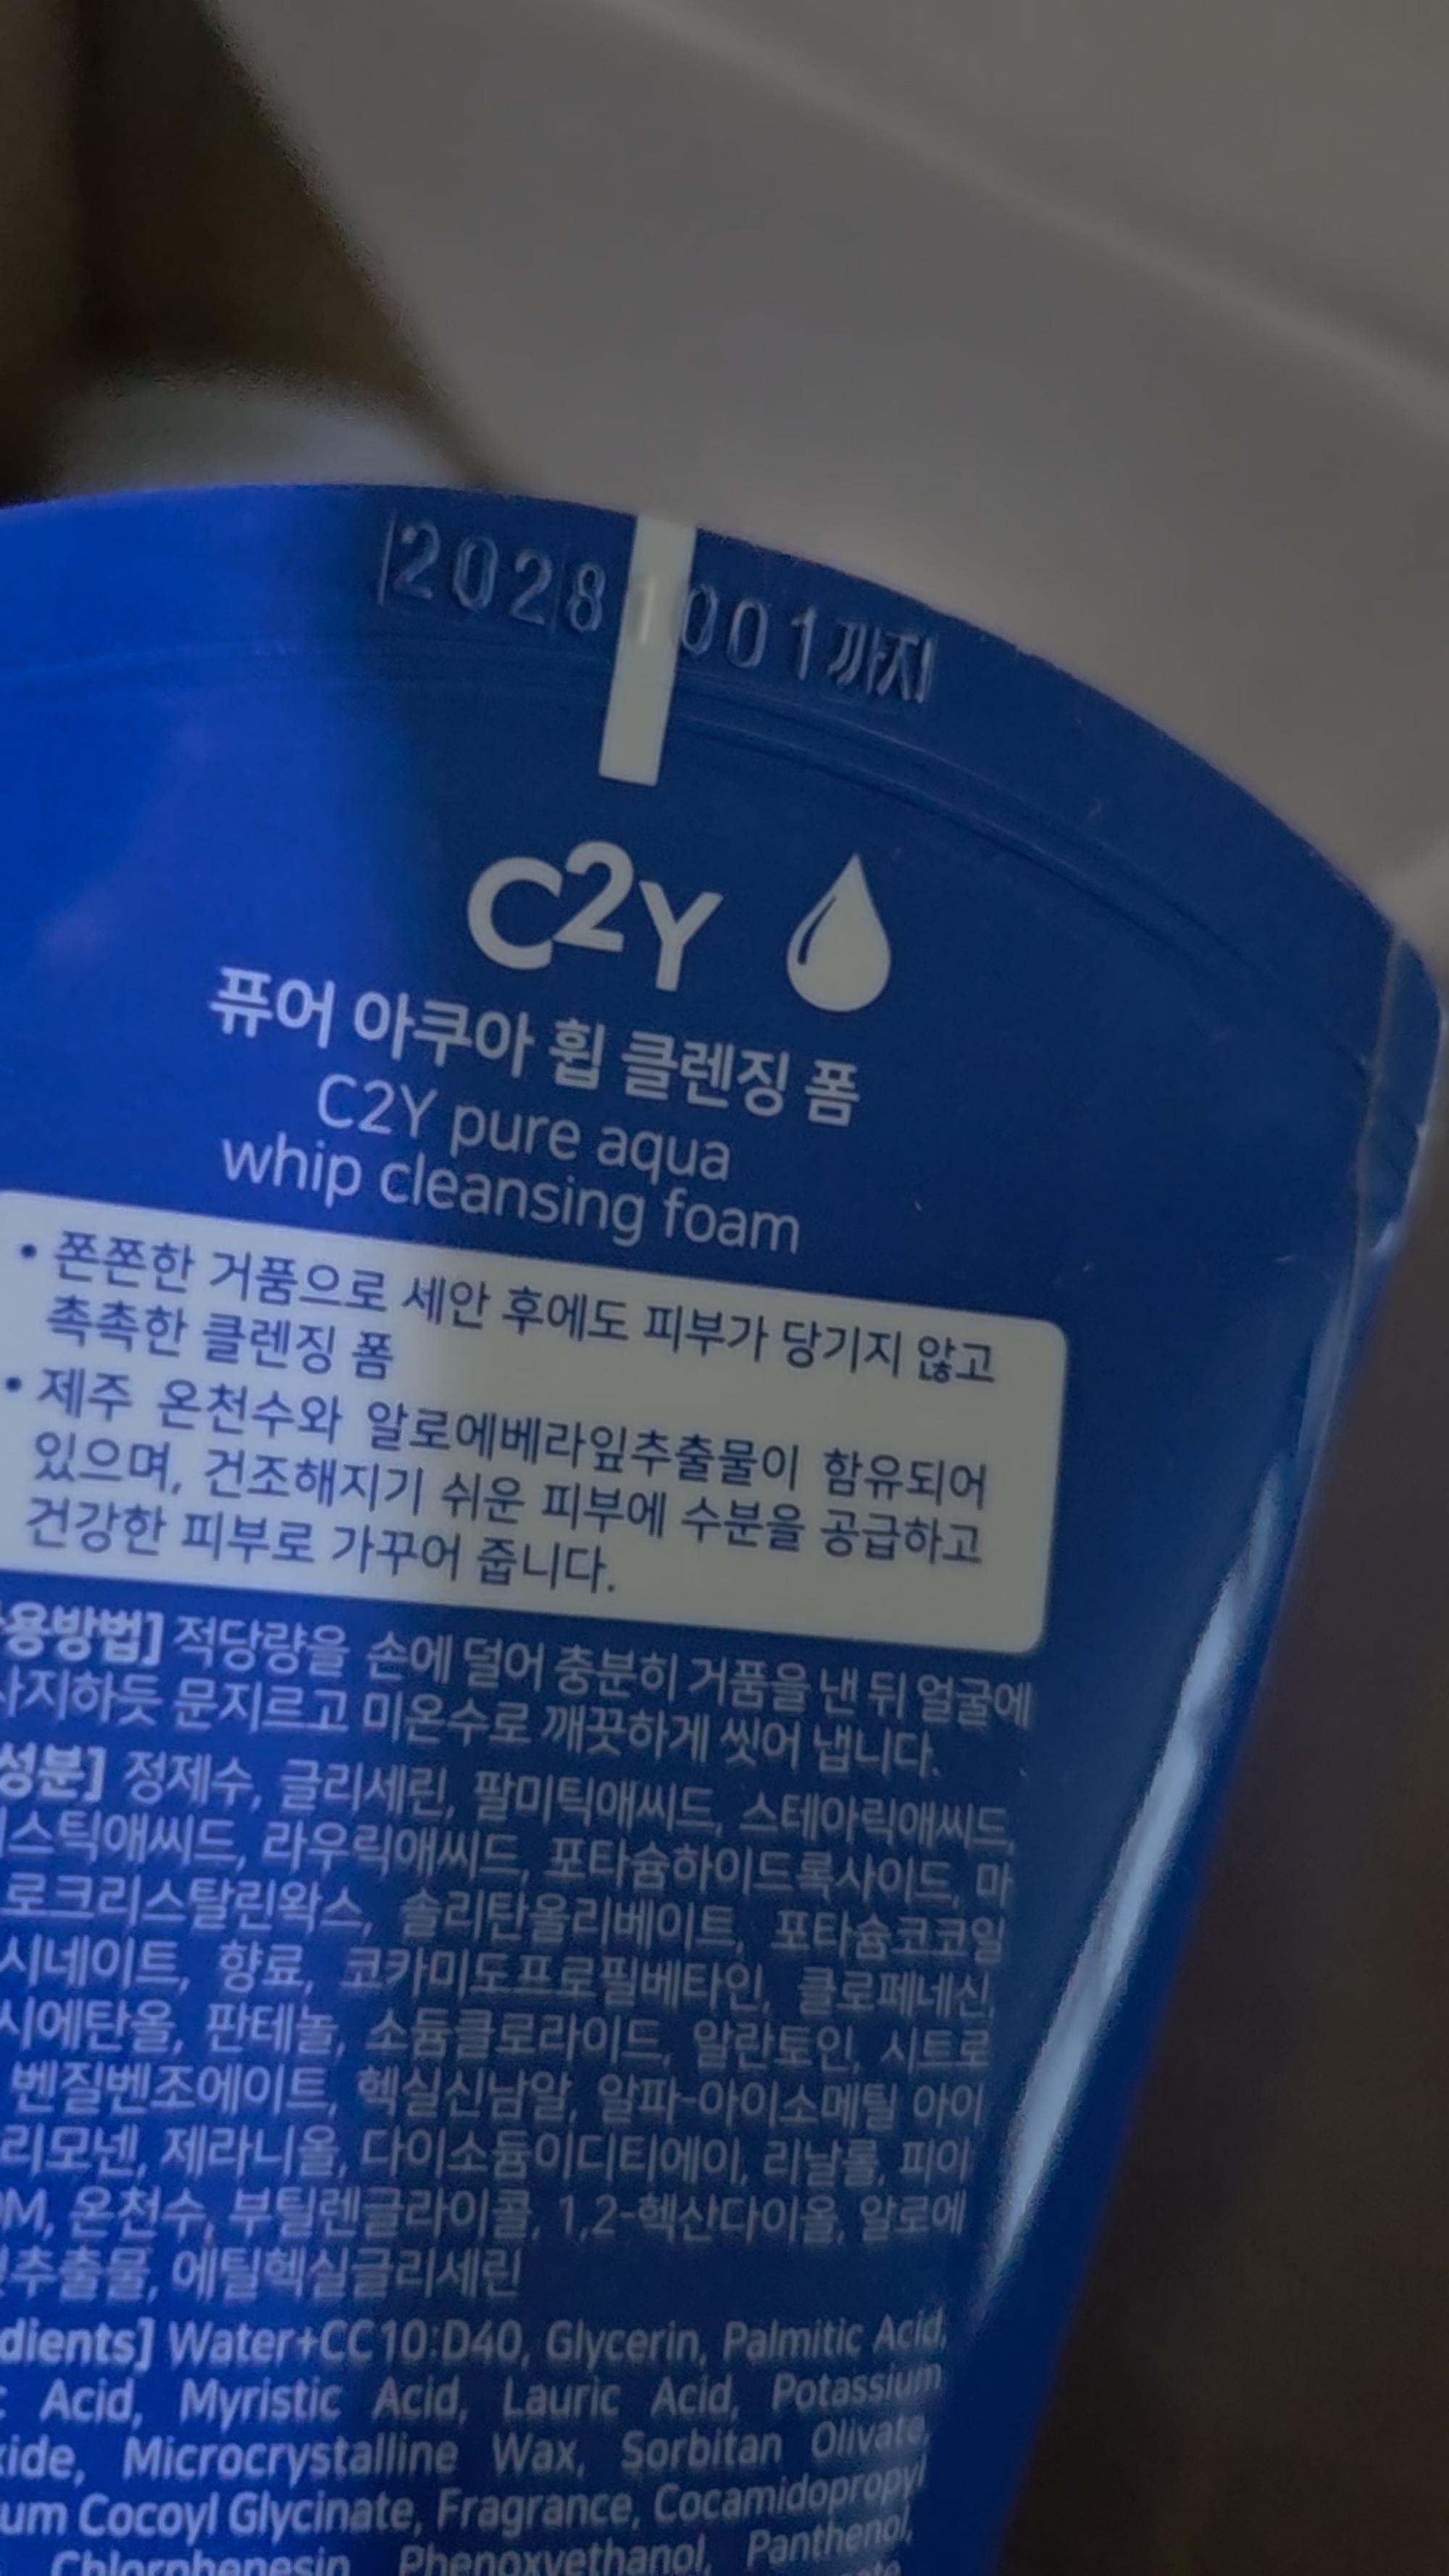 2028 001까지
C2Y
퓨어 아쿠아 휩 클렌징 폼
C2Y pure aqua
whip cleansing foam
• 쫀쫀한 거품으로 세안 후에도 피부가 당기지 않고
촉촉한 클렌징 폼
• 제주 온천수와 알로에베라잎추출물이 함유되어
있으며, 건조해지기 쉬운 피부에 수분을 공급하고
건강한 피부로 가꾸어 줍니다.
용방법] 적당량을 손에 덜어 충분히 거품을 낸 뒤 얼굴에
사지하듯 문지르고 미온수로 깨끗하게 씻어 냅니다.
성분] 정제수, 글리세린, 팔미틱애씨드, 스테아릭애씨드,
스틱애씨드, 라우릭애씨드, 포타슘하이드록사이드, 마
로크리스탈린왁스, 솔리탄올리베이트, 포타슘코코일
시네이트, 향료, 코카미도프로필베타인, 클로페네신,
시에탄올, 판테놀, 소듐클로라이드, 알란토인, 시트로
벤질벤조에이트, 헥실신남알, 알파-아이소메틸 아이
리모넨, 제라니올, 다이소듐이디티에이, 리날룰, 피이
M, 온천수, 부틸렌글라이콜, 1,2-헥산다이올, 알로에
추출물, 에틸헥실글리세린
dients] Water+CC10:D40, Glycerin, Palmitic Acid,
Acid, Myristic Acid, Lauric Acid, Potassium
ide, Microcrystalline Wax, Sorbitan Olivate,
um Cocoyl Glycinate, Fragrance, Cocamidopropyl
Chlorphenesin, Phenoxyethanol, Panthenol,